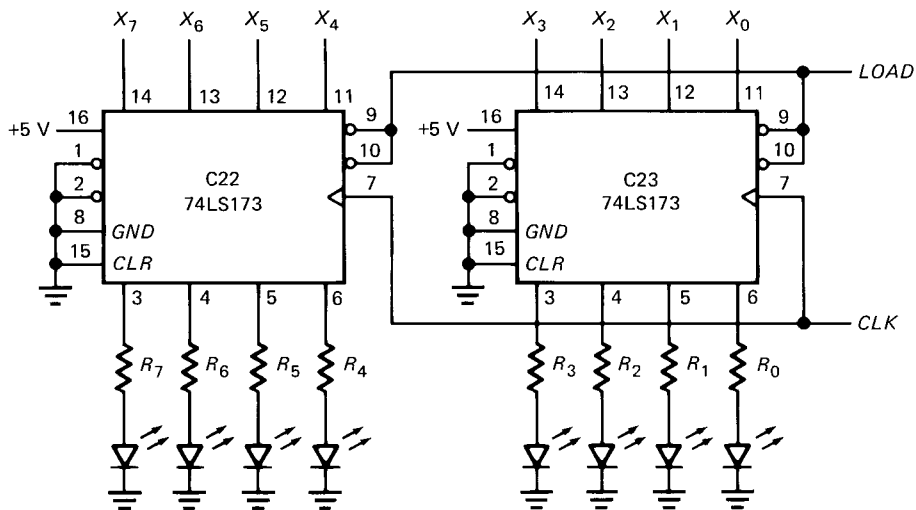 X7 X6 X5 X4 X3 X2 X1 X0
LOAD
14 13 12 11 14 13 12 11
+5 V 16 9 +5 V 16 9
1 10 1 10
C22 C23
2 74LS173 7 2 74LS173 7
8 GND 8 GND
15 CLR 15 CLR
3 4 5 6 3 4 5 6
CLK
R7 R6 R5 R4 R3 R2 R1 R0